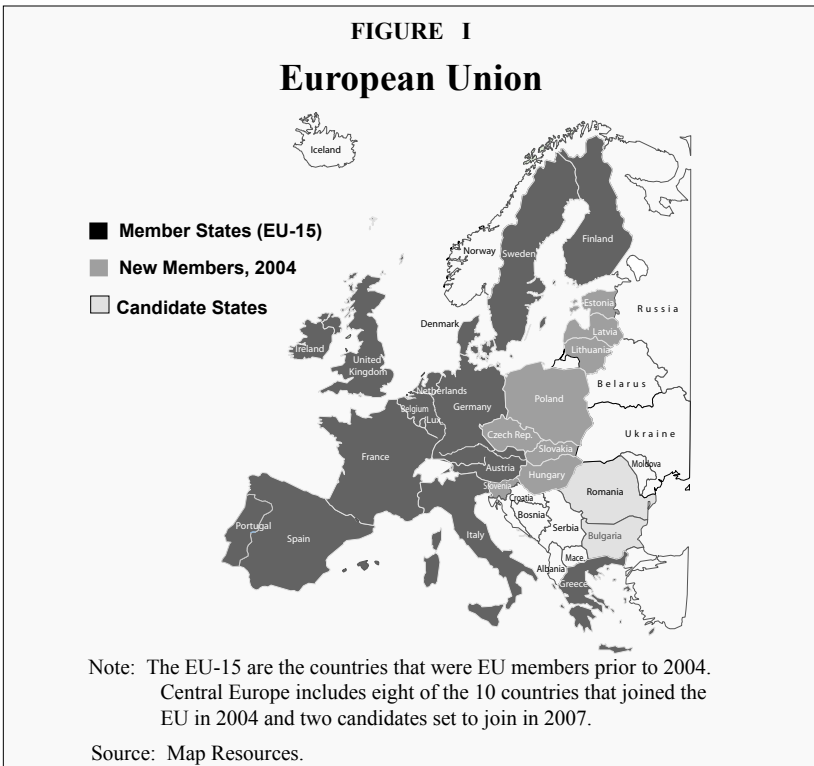 FIGURE I
European Union
Iceland
Member States (EU-15)
New Members, 2004
Candidate States
Norway
Sweden
Finland
Estonia
Russia
Latvia
Denmark
Lithuania
Ireland
United
Kingdom
Belarus
Netherlands
Belgium
Germany
Poland
Lux.
Ukraine
Czech Rep.
Slovakia
France
Austria
Hungary
Moldova
Slovenia
Croatia
Romania
Bosnia
Serbia
Portugal
Spain
Italy
Bulgaria
Mace.
Albania
Greece
Note: The EU-15 are the countries that were EU members prior to 2004.
Central Europe includes eight of the 10 countries that joined the
EU in 2004 and two candidates set to join in 2007.
Source: Map Resources.